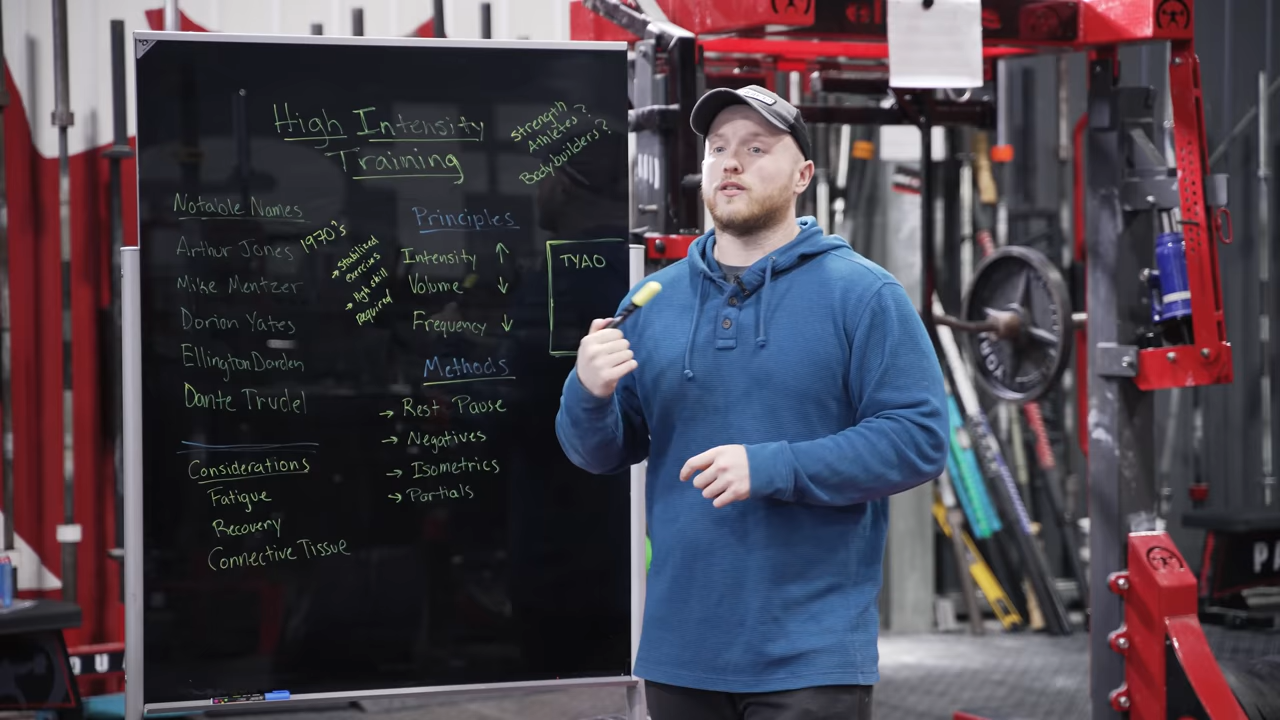 High Intensity
Training
strength
Athletes?
Bodybuilders?
Notable Names
Arthur Jones
Mike Mentzer
Dorian Yates
Ellington Darden
Dante Trudel
1970's
→ stabilized
exercises
→ High skill
required
Considerations
Fatigue
Recovery
Connective Tissue
Principles
Intensity ↑
Volume ↓
Frequency ↓
Methods
→ Rest Pause
→ Negatives
→ Isometrics
→ Partials
TYAO